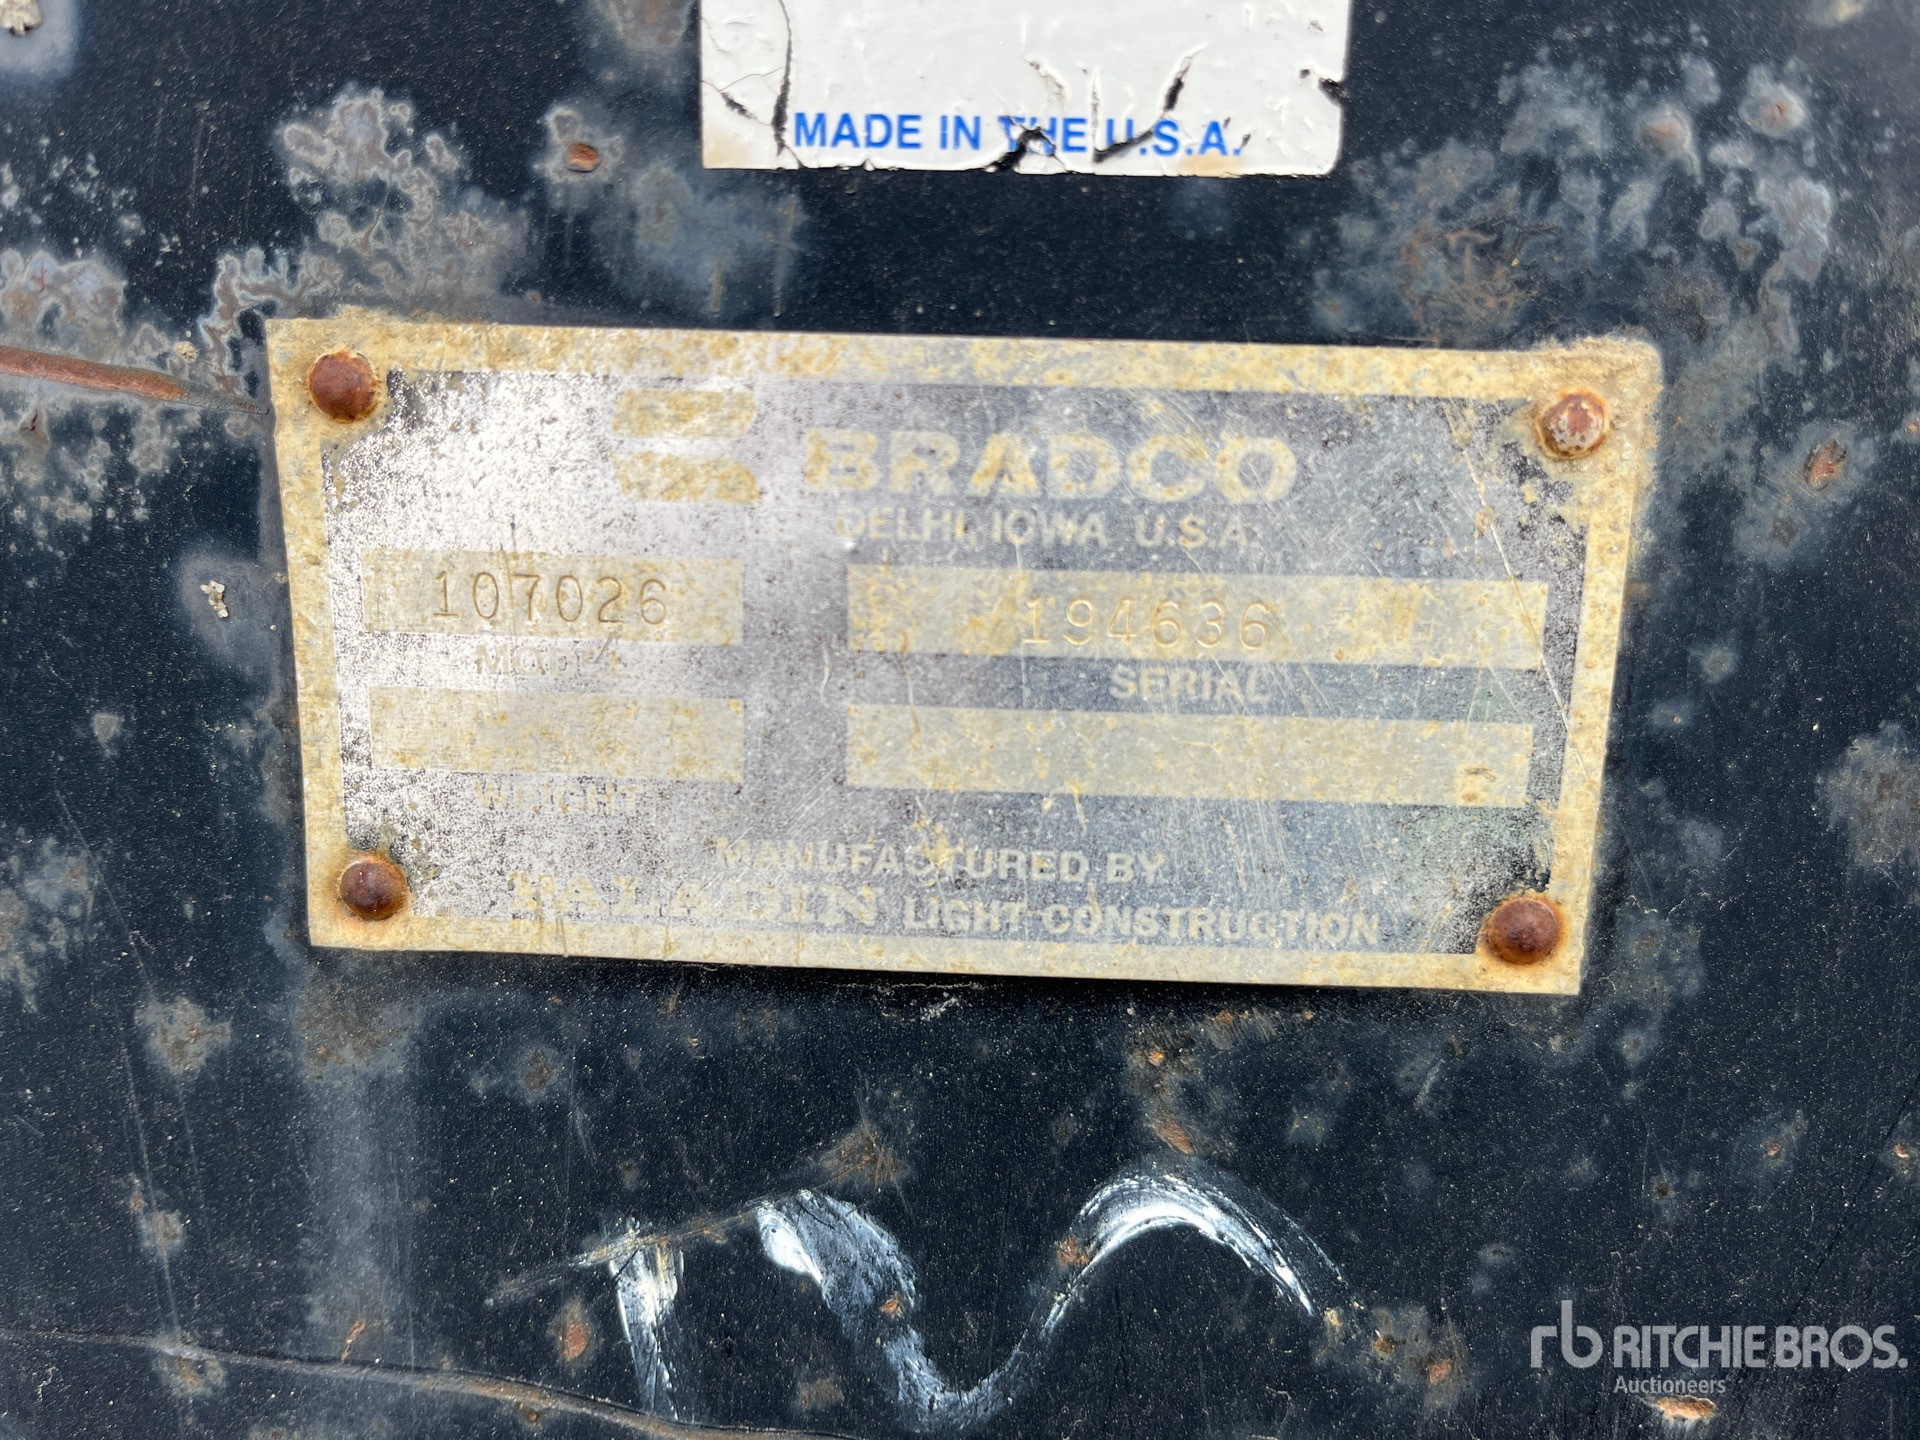 MADE IN THE U.S.A.
BRADCO
DELHI, IOWA U.S.A.
107026
194636
MODEL
SERIAL
WEIGHT
MANUFACTURED BY
PALADIN LIGHT CONSTRUCTION
rb RITCHIE BROS.
Auctioneers